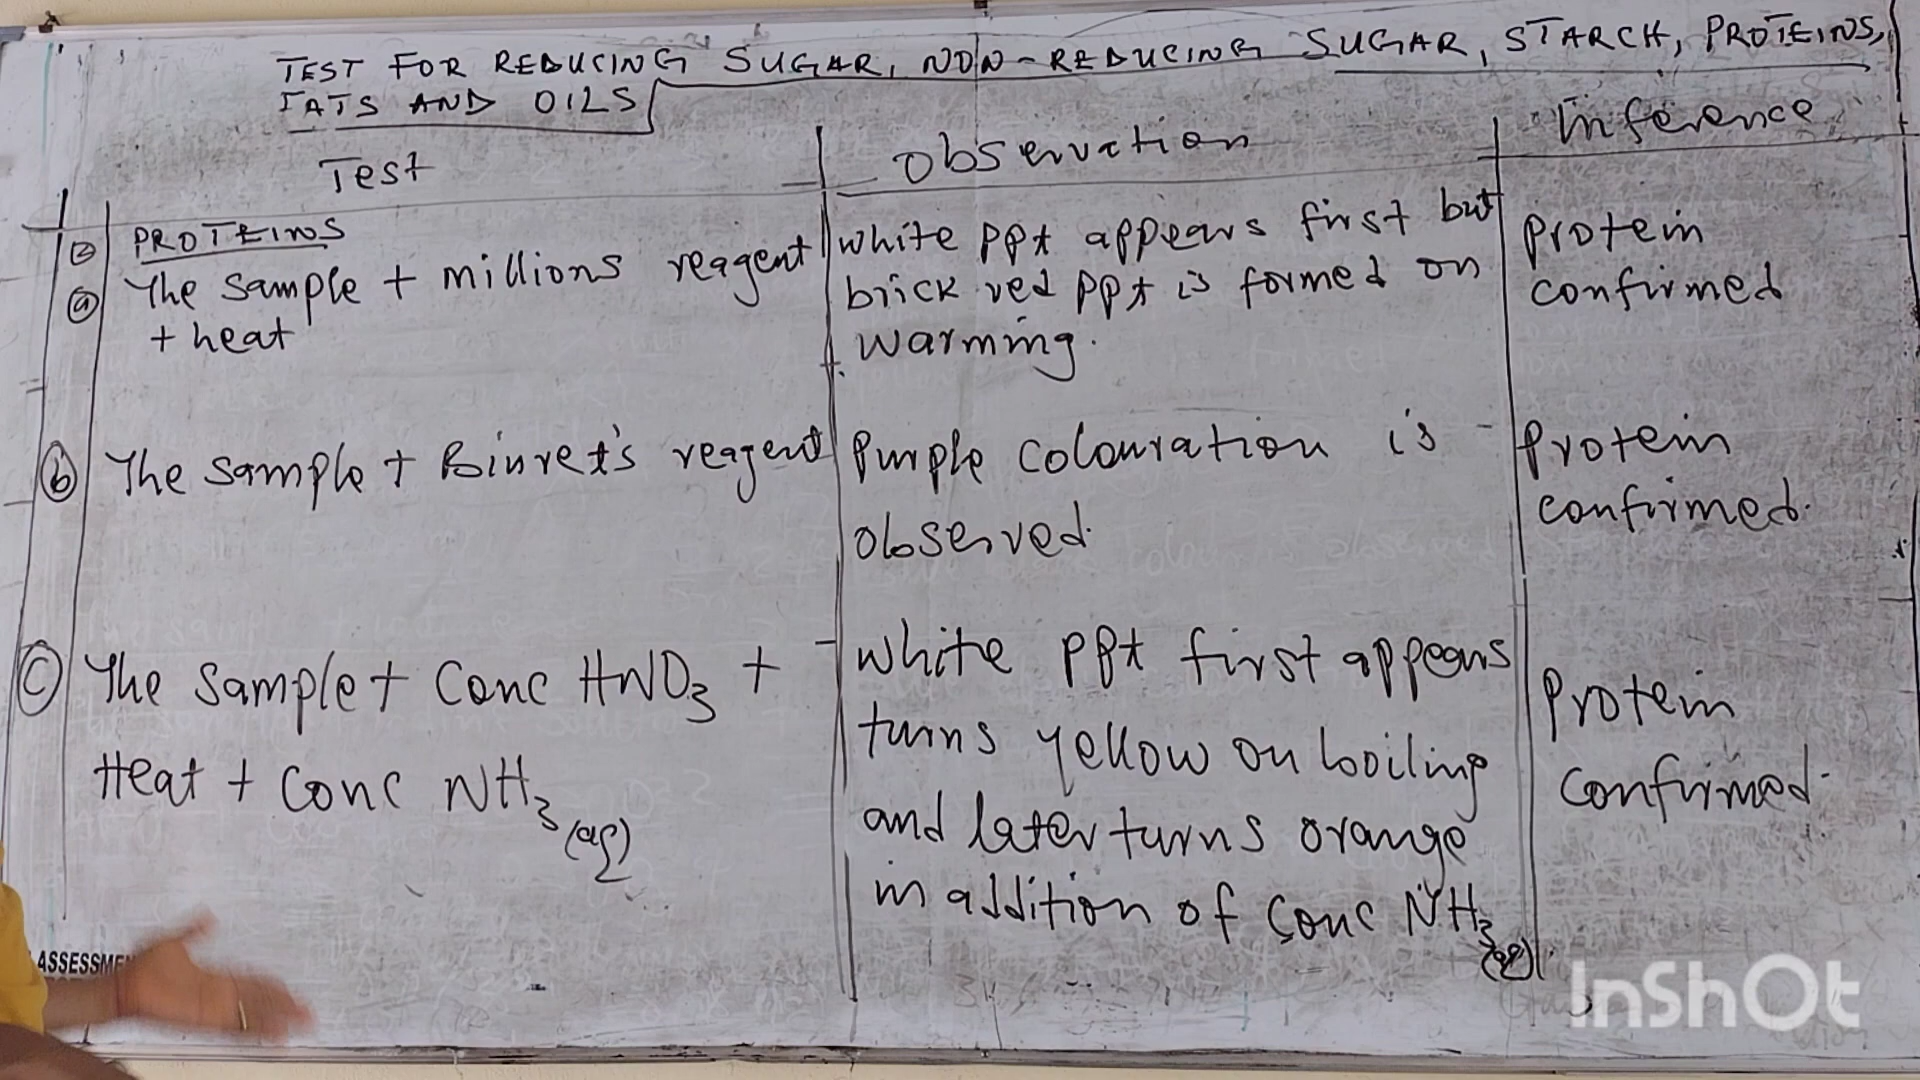 TEST FOR REDUCING SUGAR, NON-REDUCING SUGAR, STARCH, PROTEINS,
FATS AND OILS
Test
Observation
Inference
PROTEINS
(a) The sample + millions reagent
+ heat
White ppt appears first but
brick red ppt is formed on
warming.
Protein
confirmed
(b) The sample + Biuret's reagent
Purple colouration is
observed.
Protein
confirmed.
(c) The sample + Conc HNO3 +
Heat + Conc NH3(aq)
White ppt first appears
turns yellow on boiling
and later turns orange
in addition of conc NH3
(aq).
Protein
confirmed.
ASSESSME
InShOt